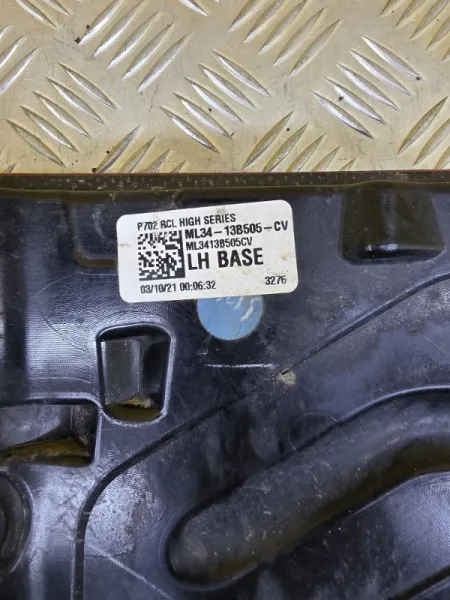 P702 RCL HIGH SERIES
ML34-13B505-CV
ML3413B505CV
LH BASE
03/10/21 00:06:32 3276